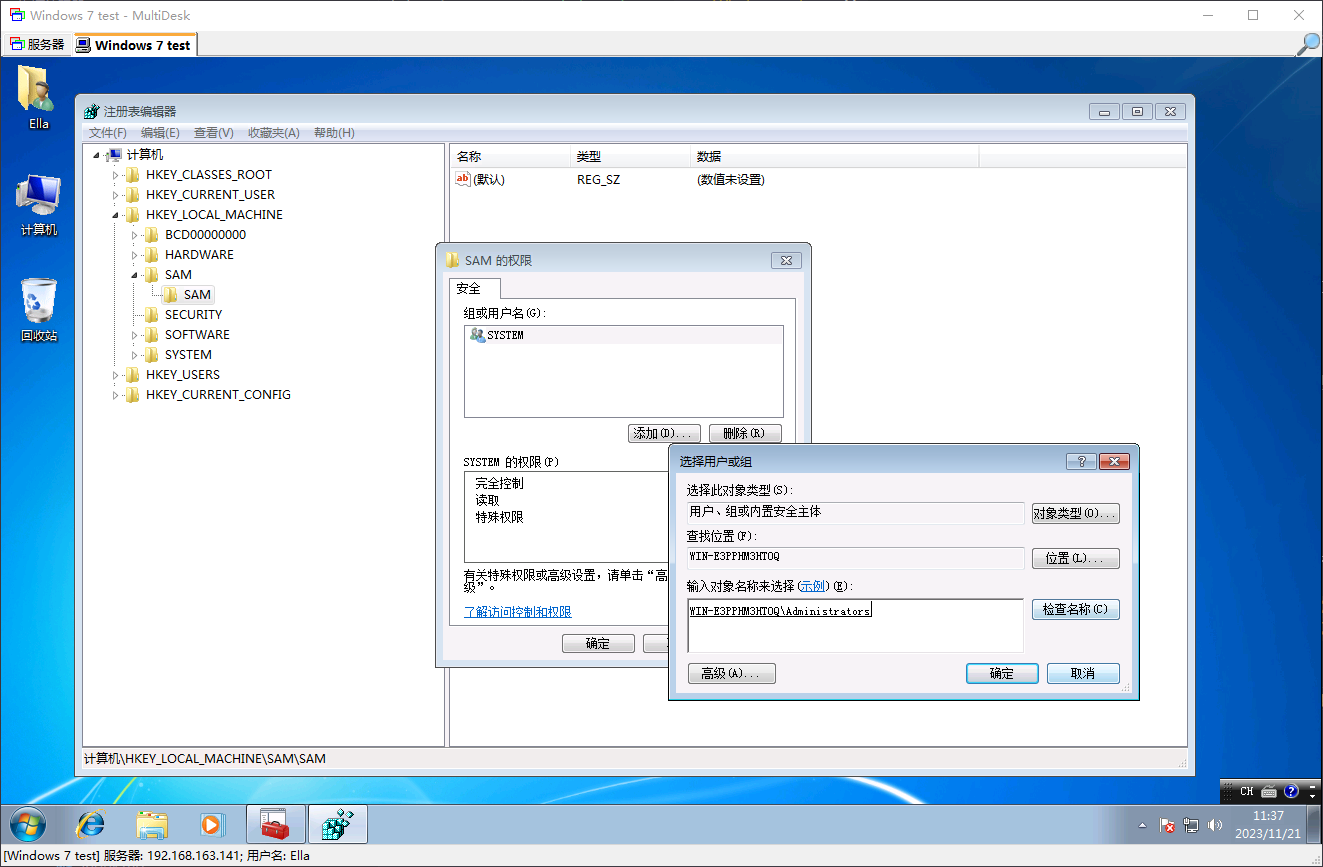 Windows 7 test - MultiDesk
服务器 Windows 7 test
Ella
计算机
回收站
注册表编辑器
文件(F) 编辑(E) 查看(V) 收藏夹(A) 帮助(H)
计算机
HKEY_CLASSES_ROOT
HKEY_CURRENT_USER
HKEY_LOCAL_MACHINE
BCD00000000
HARDWARE
SAM
SAM
SECURITY
SOFTWARE
SYSTEM
HKEY_USERS
HKEY_CURRENT_CONFIG
名称 类型 数据
ab (默认) REG_SZ (数值未设置)
SAM 的权限
安全
组或用户名(G):
SYSTEM
添加(D)... 删除(R)
SYSTEM 的权限(P)
完全控制
读取
特殊权限
有关特殊权限或高级设置，请单击“高
级”。
了解访问控制和权限
确定
选择用户或组
选择此对象类型(S):
用户、组或内置安全主体 对象类型(O)...
查找位置(F):
WIN-E3PPHM3HTOQ 位置(L)...
输入对象名称来选择(示例)(E):
WIN-E3PPHM3HTOQ\Administrators 检查名称(C)
高级(A)... 确定 取消
计算机\HKEY_LOCAL_MACHINE\SAM\SAM
CH
11:37
2023/11/21
[Windows 7 test] 服务器: 192.168.163.141; 用户名: Ella